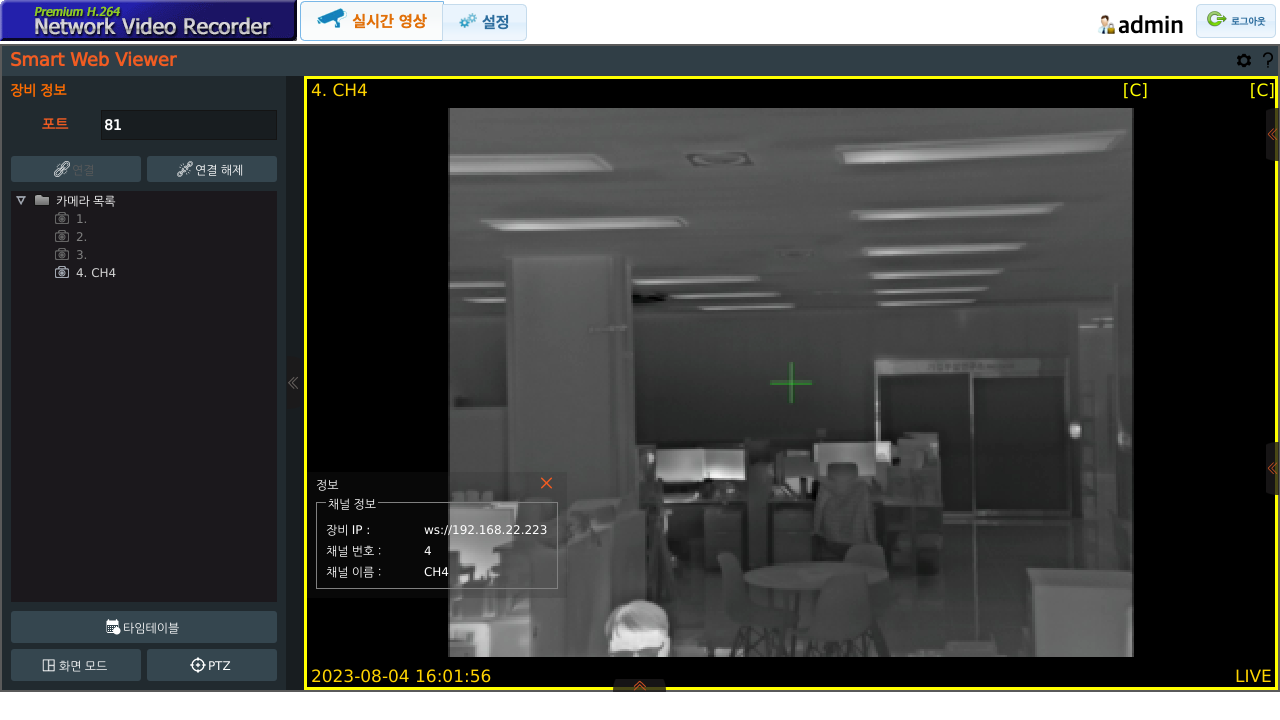 Premium H.264
Network Video Recorder
실시간 영상
설정
admin
로그아웃
Smart Web Viewer
?
장비 정보
포트
81
연결
연결 해제
카메라 목록
1.
2.
3.
4. CH4
타임테이블
화면 모드
PTZ
4. CH4
[C]
[C]
정보
채널 정보
장비 IP :
ws://192.168.22.223
채널 번호 :
4
채널 이름 :
CH4
2023-08-04 16:01:56
LIVE